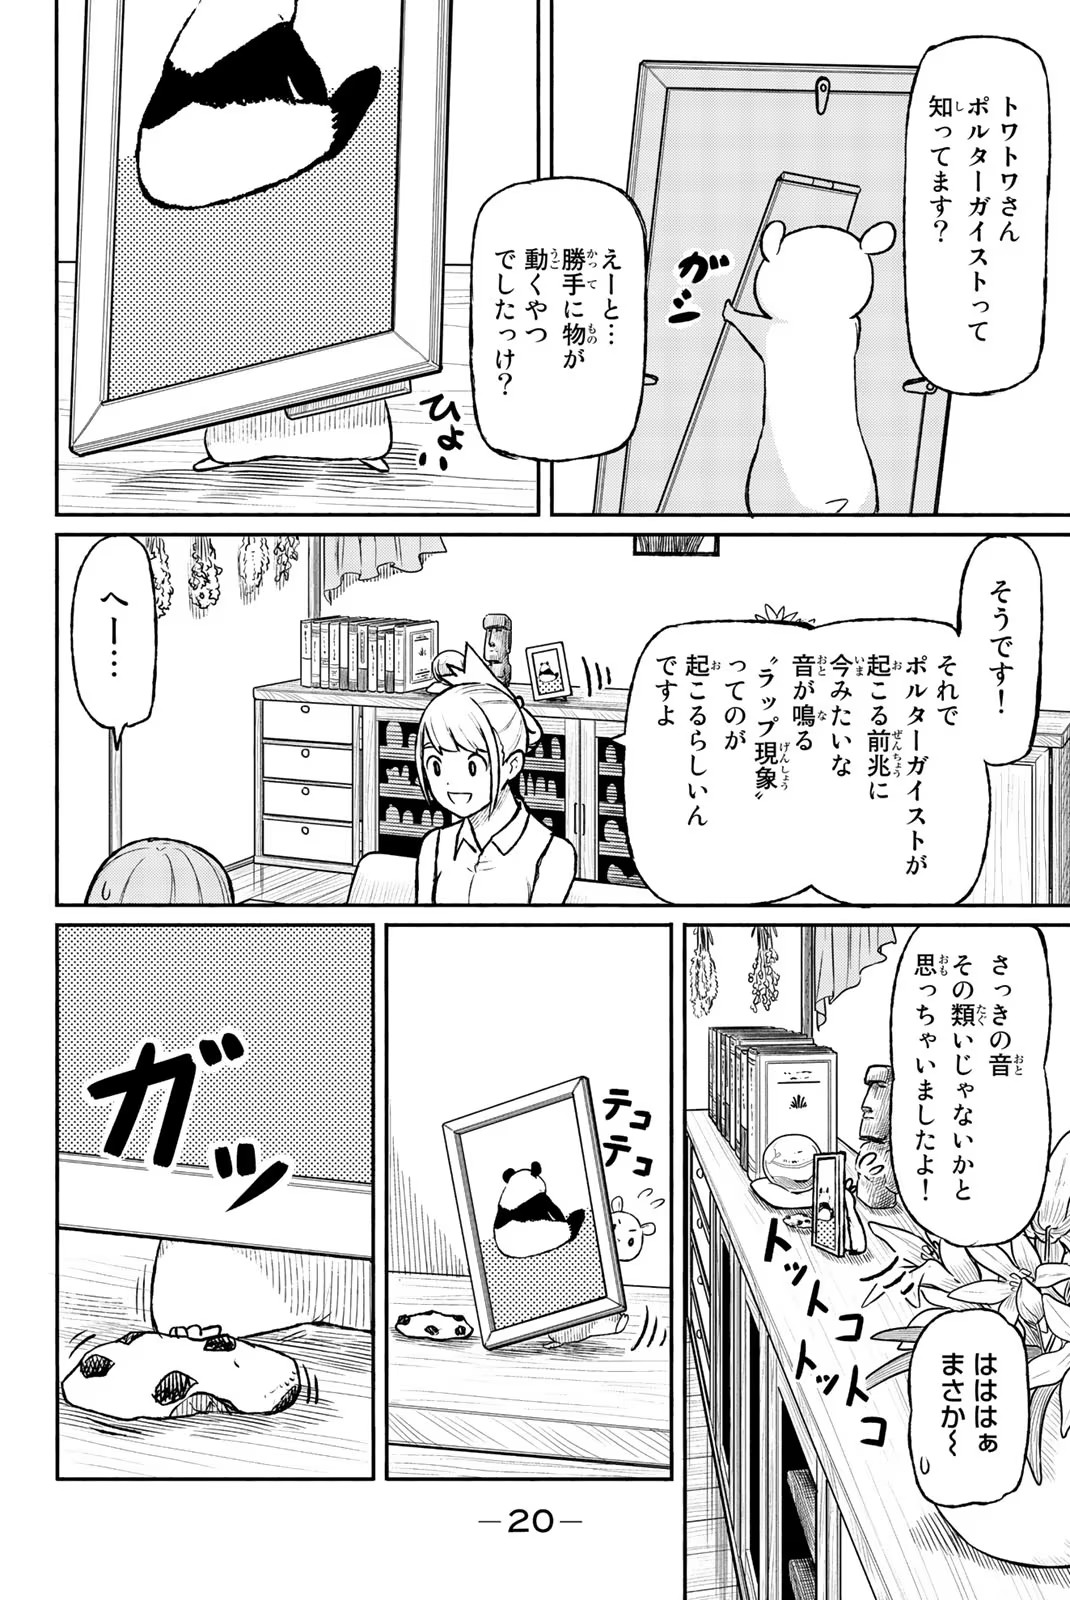 トワトワさん
ポルターガイストって
知ってます？
ガシ
えーと…
勝手に物が
動くやつ
でしたっけ？
ひょい
そうです！
それで
ポルターガイストが
起こる前兆に
今みたいな
音が鳴る
〝ラップ現象〟
ってのが
起こるらしいん
ですよ
へー…
さっきの音
その類いじゃないかと
思っちゃいましたよ！
トットコ
トットコ
はははぁ
まさか〜
テコ
テコ
ガッ
—20—